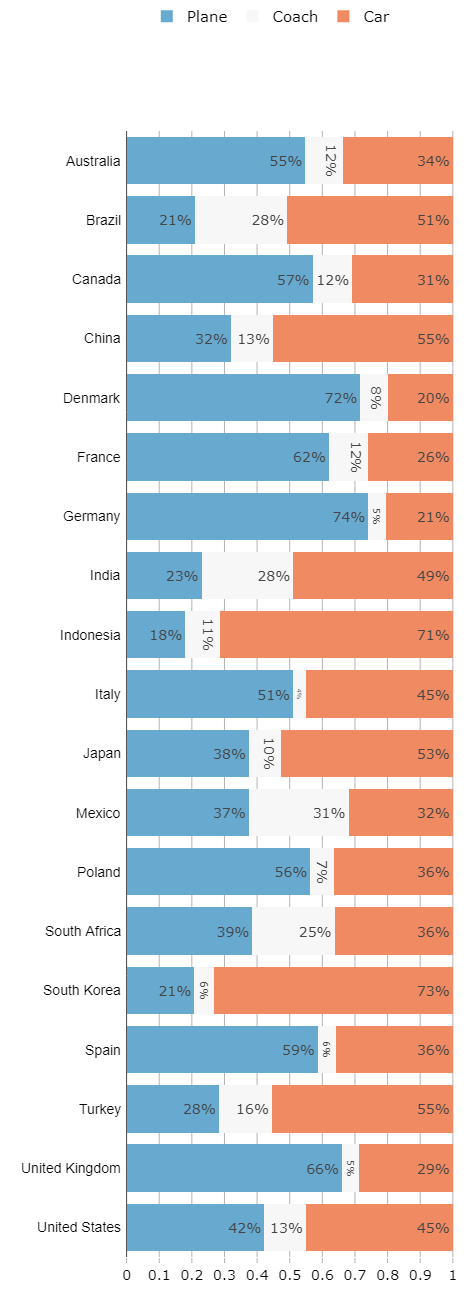 Plane Coach Car
Australia 55% 12% 34%
Brazil 21% 28% 51%
Canada 57% 12% 31%
China 32% 13% 55%
Denmark 72% 8% 20%
France 62% 12% 26%
Germany 74% 5% 21%
India 23% 28% 49%
Indonesia 18% 11% 71%
Italy 51% 4% 45%
Japan 38% 10% 53%
Mexico 37% 31% 32%
Poland 56% 7% 36%
South Africa 39% 25% 36%
South Korea 21% 6% 73%
Spain 59% 6% 36%
Turkey 28% 16% 55%
United Kingdom 66% 5% 29%
United States 42% 13% 45%
0 0.1 0.2 0.3 0.4 0.5 0.6 0.7 0.8 0.9 1